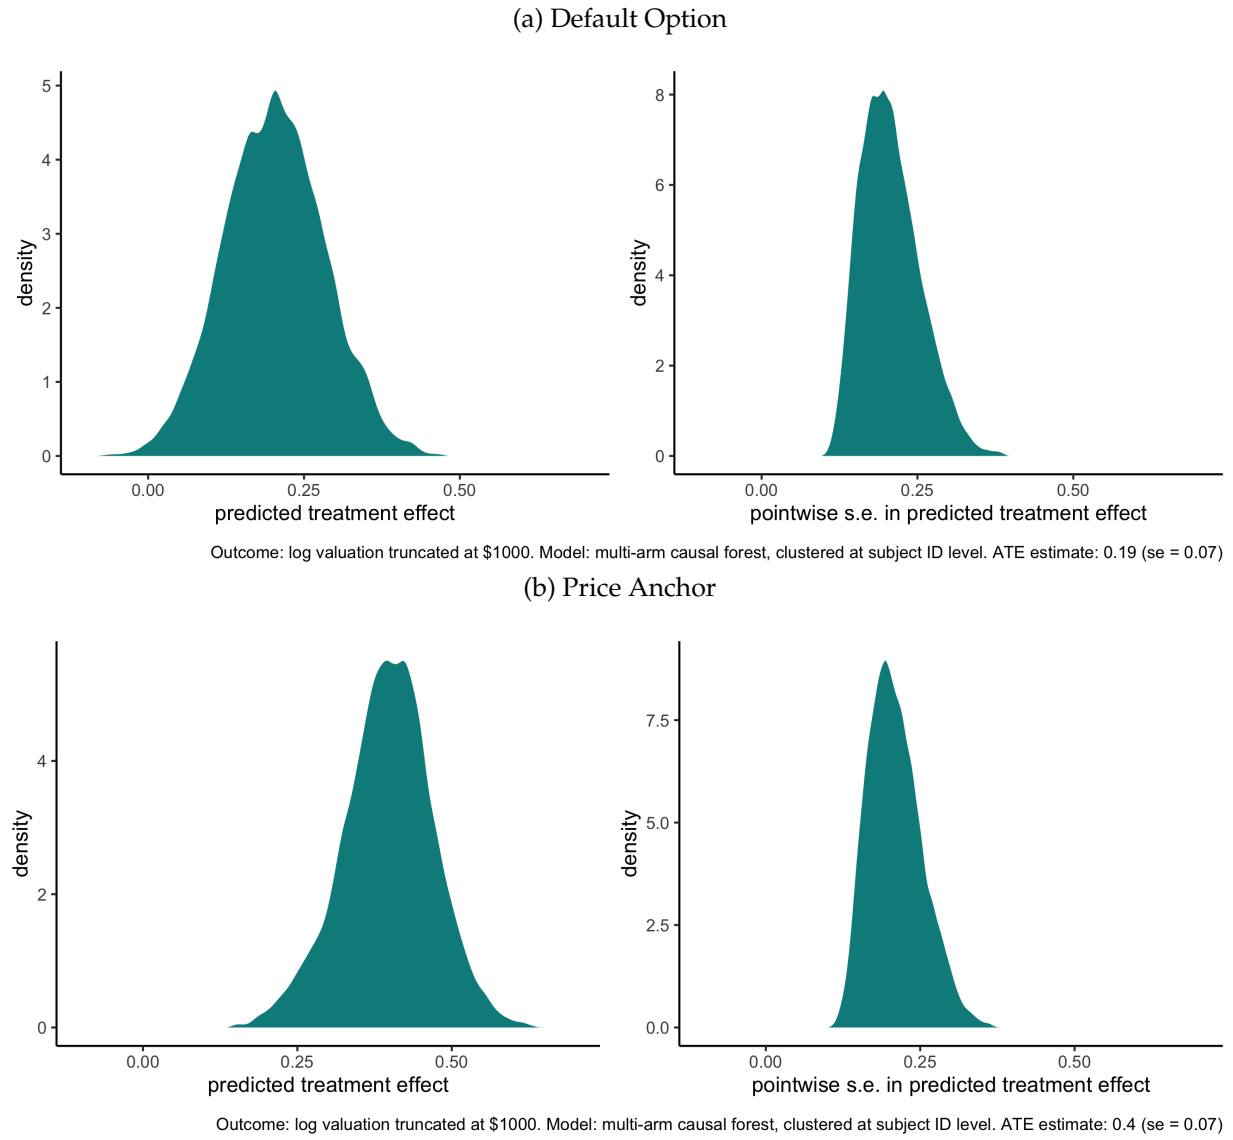 (a) Default Option
5
4
3
2
1
0
density
0.00 0.25 0.50
predicted treatment effect
8
6
4
2
0
density
0.00 0.25 0.50
pointwise s.e. in predicted treatment effect
Outcome: log valuation truncated at $1000. Model: multi-arm causal forest, clustered at subject ID level. ATE estimate: 0.19 (se = 0.07)
(b) Price Anchor
4
2
0
density
0.00 0.25 0.50
predicted treatment effect
7.5
5.0
2.5
0.0
density
0.00 0.25 0.50
pointwise s.e. in predicted treatment effect
Outcome: log valuation truncated at $1000. Model: multi-arm causal forest, clustered at subject ID level. ATE estimate: 0.4 (se = 0.07)